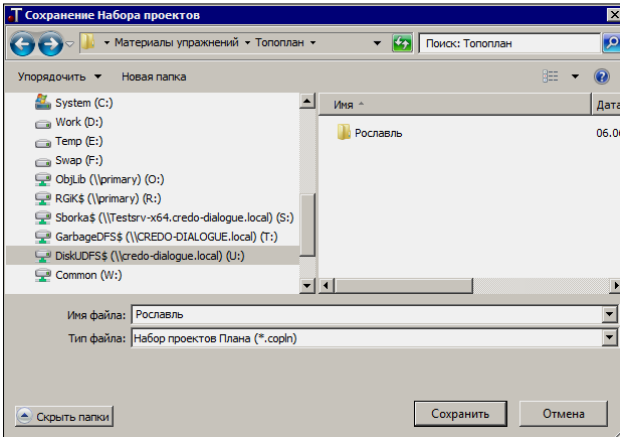 Сохранение Набора проектов
Материалы упражнений Топоплан
Поиск: Топоплан
Упорядочить Новая папка
System (C:)
Work (D:)
Temp (E:)
Swap (F:)
ObjLib (\\primary) (O:)
RGiK$ (\\primary) (R:)
Sborka$ (\\Testsrv-x64.credo-dialogue.local) (S:)
GarbageDFS$ (\\CREDO-DIALOGUE.local) (T:)
DiskUDFS$ (\\credo-dialogue.local) (U:)
Common (W:)
Имя Дата
Рославль 06.0
Имя файла: Рославль
Тип файла: Набор проектов Плана (*.copln)
Скрыть папки Сохранить Отмена